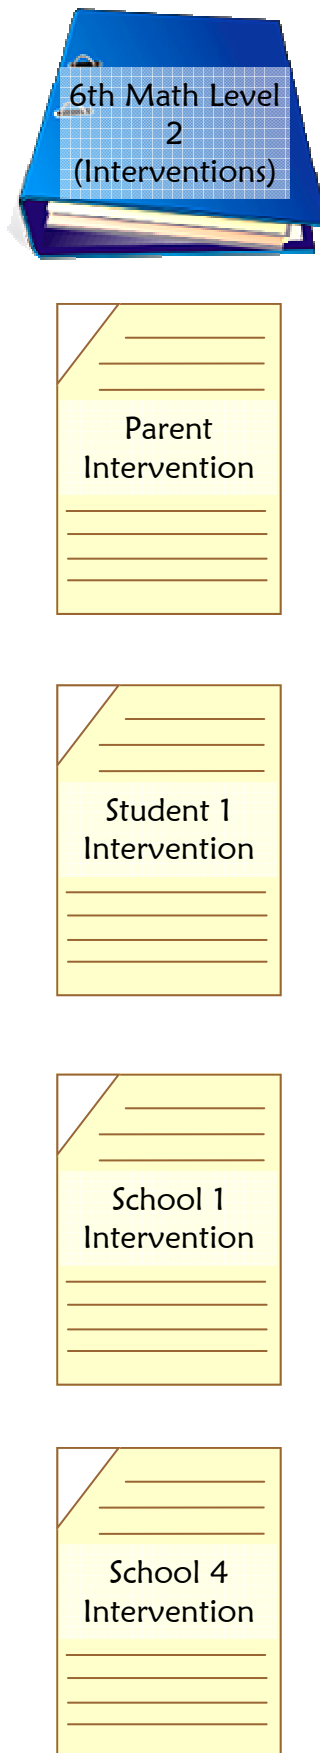 6th Math Level
2
(Interventions)
Parent
Intervention
Student 1
Intervention
School 1
Intervention
School 4
Intervention